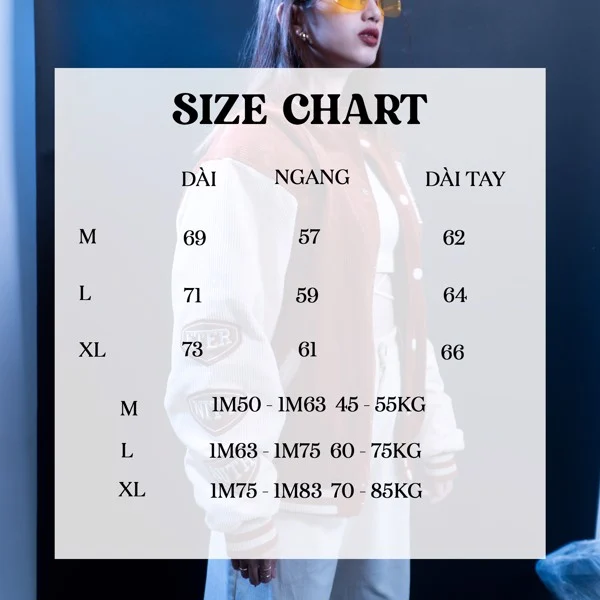 SIZE CHART
DÀI NGANG DÀI TAY
M 69 57 62
L 71 59 64
XL 73 61 66
M 1M50 - 1M63 45 - 55KG
L 1M63 - 1M75 60 - 75KG
XL 1M75 - 1M83 70 - 85KG